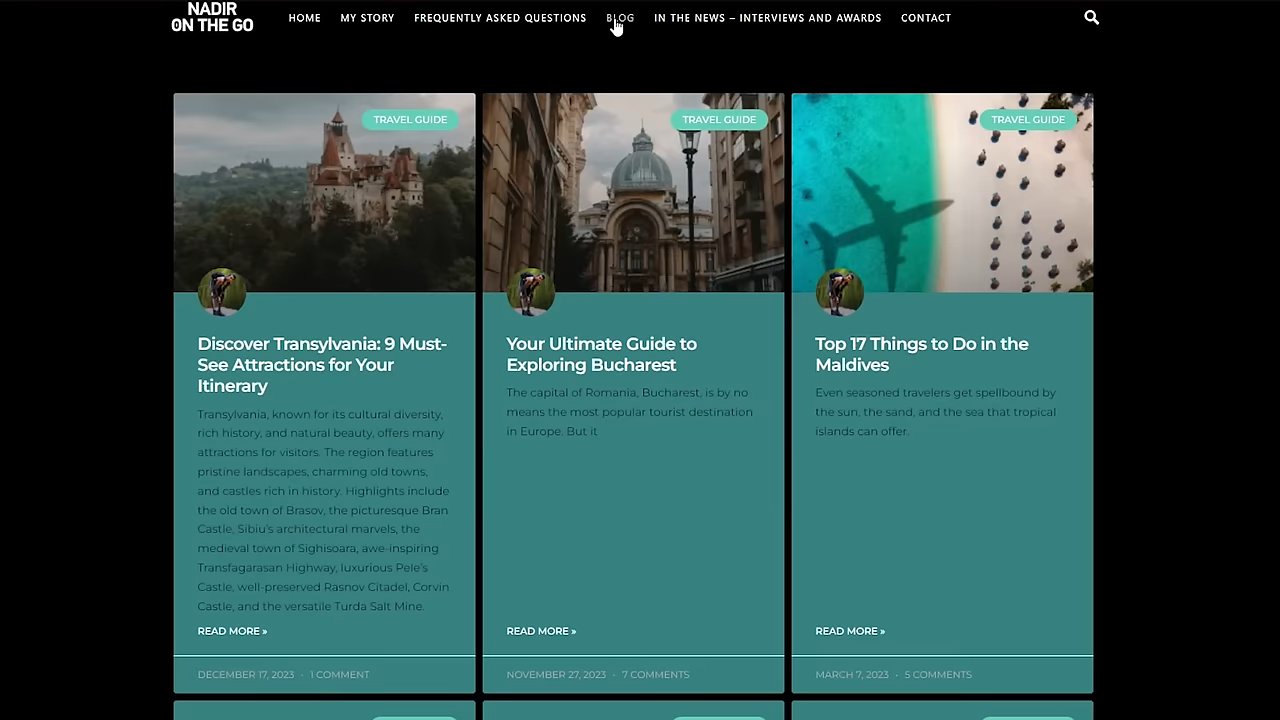 NADIR
ON THE GO
HOME
MY STORY
FREQUENTLY ASKED QUESTIONS
BLOG
IN THE NEWS – INTERVIEWS AND AWARDS
CONTACT
TRAVEL GUIDE
Discover Transylvania: 9 Must-
See Attractions for Your
Itinerary
Transylvania, known for its cultural diversity,
rich history, and natural beauty, offers many
attractions for visitors. The region features
pristine landscapes, charming old towns,
and castles rich in history. Highlights include
the old town of Brasov, the picturesque Bran
Castle, Sibiu's architectural marvels, the
medieval town of Sighisoara, awe-inspiring
Transfagarasan Highway, luxurious Peleș
Castle, well-preserved Rasnov Citadel, Corvin
Castle, and the versatile Turda Salt Mine.
READ MORE »
DECEMBER 17, 2023 · 1 COMMENT
TRAVEL GUIDE
Your Ultimate Guide to
Exploring Bucharest
The capital of Romania, Bucharest, is by no
means the most popular tourist destination
in Europe. But it
READ MORE »
NOVEMBER 27, 2023 · 7 COMMENTS
TRAVEL GUIDE
Top 17 Things to Do in the
Maldives
Even seasoned travelers get spellbound by
the sun, the sand, and the sea that tropical
islands can offer.
READ MORE »
MARCH 7, 2023 · 5 COMMENTS